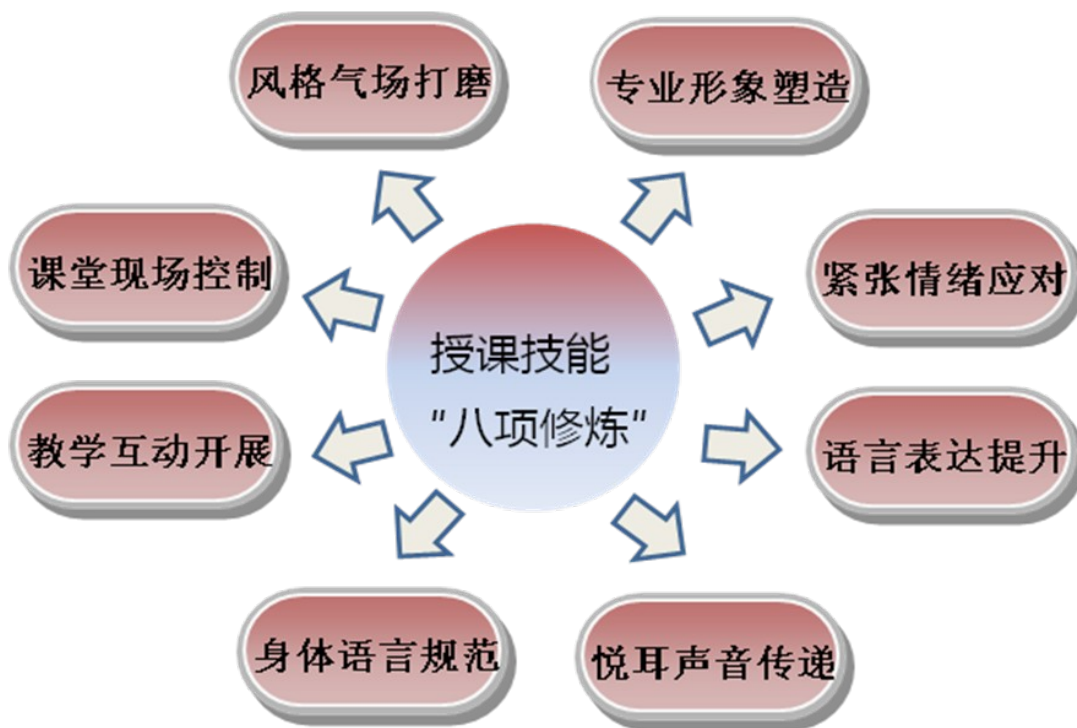 风格气场打磨
专业形象塑造
课堂现场控制
紧张情绪应对
授课技能
"八项修炼"
教学互动开展
语言表达提升
身体语言规范
悦耳声音传递